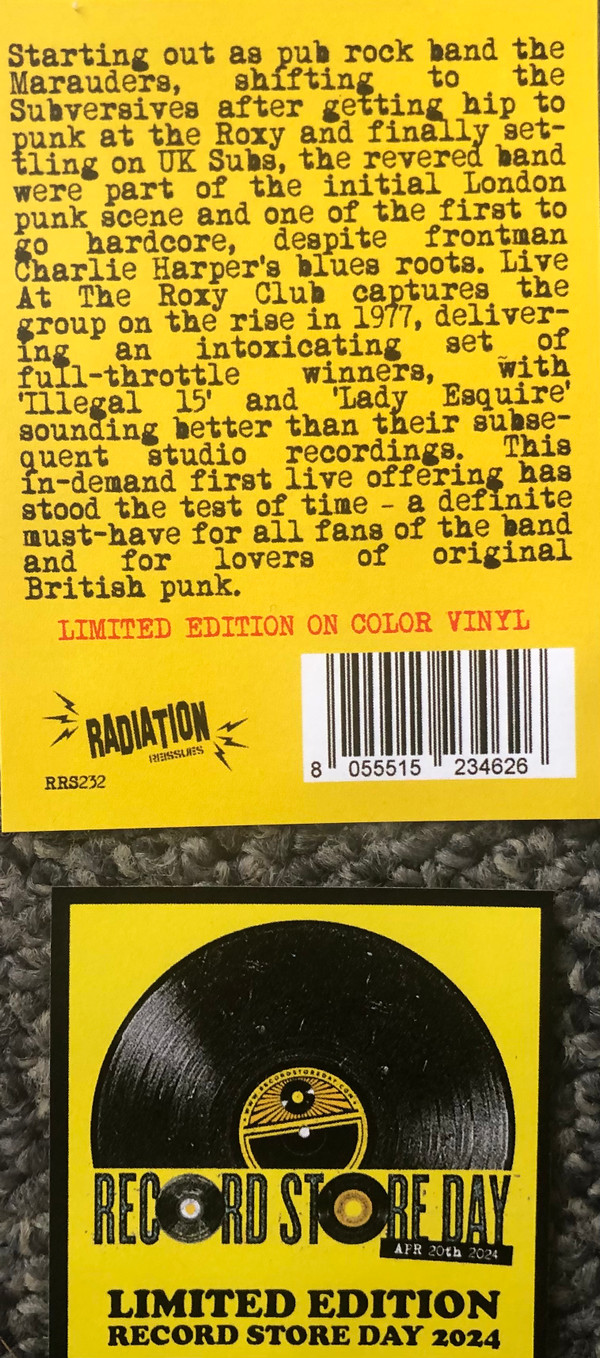 Starting out as pub rock band the
Marauders, shifting to the
Subversives after getting hip to
punk at the Roxy and finally set-
tling on UK Subs, the revered band
were part of the initial London
punk scene and one of the first to
go hardcore, despite frontman
Charlie Harper's blues roots. Live
At The Roxy Club captures the
group on the rise in 1977, deliver-
ing an intoxicating set of
full-throttle winners, with
'Illegal 15' and 'Lady Esquire'
sounding better than their subse-
quent studio recordings. This
in-demand first live offering has
stood the test of time - a definite
must-have for all fans of the band
and for lovers of original
British punk.
LIMITED EDITION ON COLOR VINYL
RADIATION
REISSUES
RRS232
8 055515 234626
WWW.RECORDSTOREDAY.COM
RECORD STORE DAY
APR 20th 2024
LIMITED EDITION
RECORD STORE DAY 2024